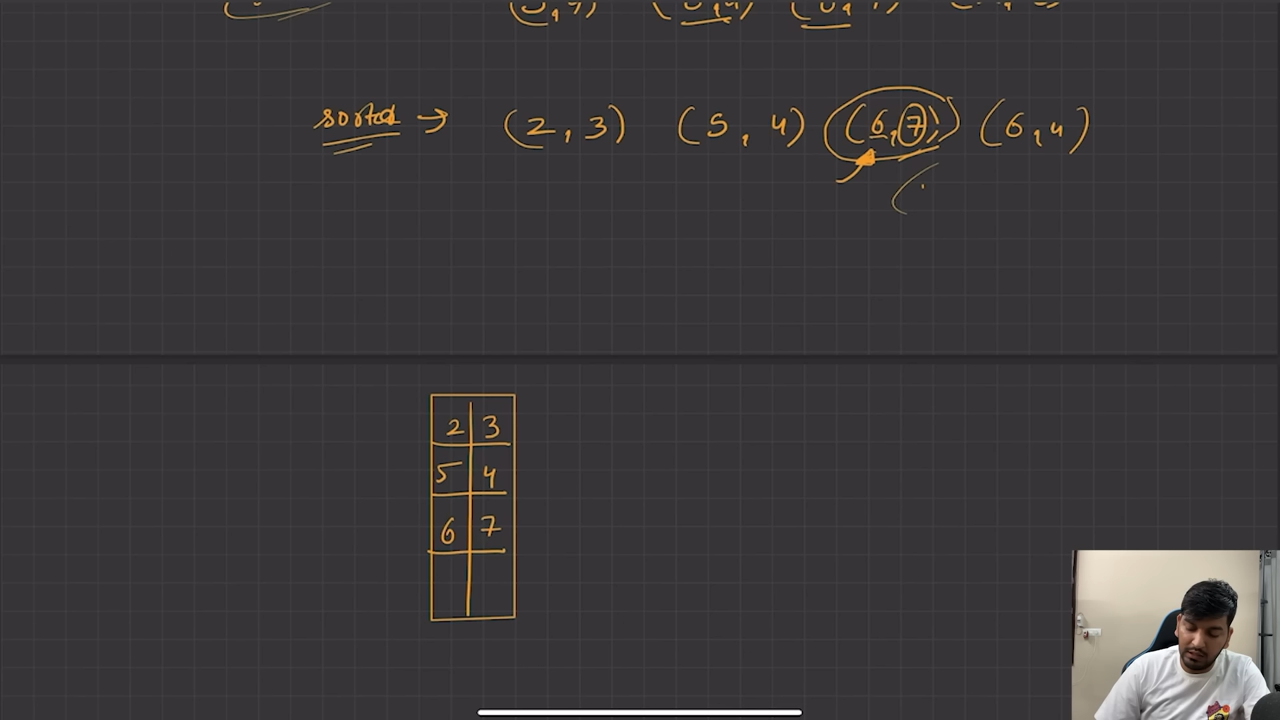 sorted → (2, 3) (5, 4) (6, 7) (6, 4)
2 3
5 4
6 7